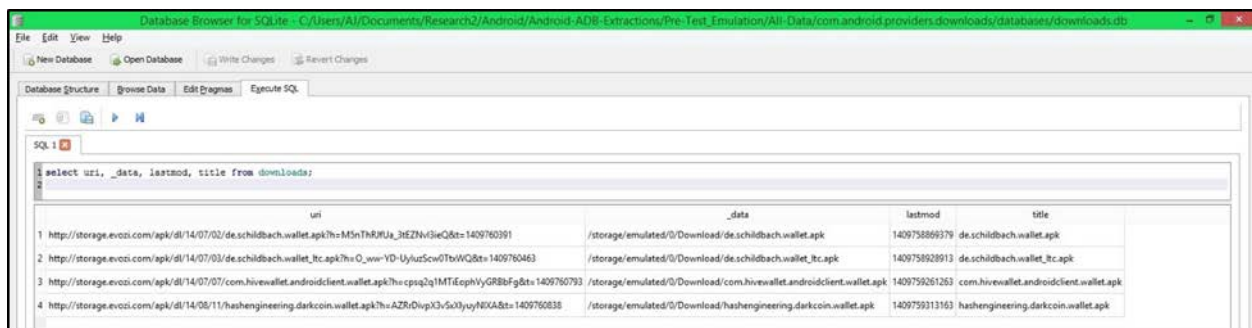 Database Browser for SQLite - C:/Users/AJ/Documents/Research2/Android/Android-ADB-Extractions/Pre-Test_Emulation/All-Data/com.android.providers.downloads/databases/downloads.db
File Edit View Help
New Database Open Database Write Changes Revert Changes
Database Structure Browse Data Edit Pragmas Execute SQL
SQL 1
1 select uri, _data, lastmod, title from downloads;
2
uri _data lastmod title
1 http://storage.evozi.com/apk/dl/14/07/02/de.schildbach.wallet.apk?h=M5nThRJfUa_3tEZNvl3ieQ&t=1409760391 /storage/emulated/0/Download/de.schildbach.wallet.apk 1409758869379 de.schildbach.wallet.apk
2 http://storage.evozi.com/apk/dl/14/07/03/de.schildbach.wallet_ltc.apk?h=O_ww-YD-UyluzScw0TtxWQ&t=1409760463 /storage/emulated/0/Download/de.schildbach.wallet_ltc.apk 1409758928913 de.schildbach.wallet_ltc.apk
3 http://storage.evozi.com/apk/dl/14/07/07/com.hivewallet.androidclient.wallet.apk?h=cpsq2q1MTiEophVyGRBbFg&t=1409760793 /storage/emulated/0/Download/com.hivewallet.androidclient.wallet.apk 1409759261263 com.hivewallet.androidclient.wallet.apk
4 http://storage.evozi.com/apk/dl/14/08/11/hashengineering.darkcoin.wallet.apk?h=AZRrDivpX3vSxXlyuyNIXA&t=1409760838 /storage/emulated/0/Download/hashengineering.darkcoin.wallet.apk 1409759313163 hashengineering.darkcoin.wallet.apk